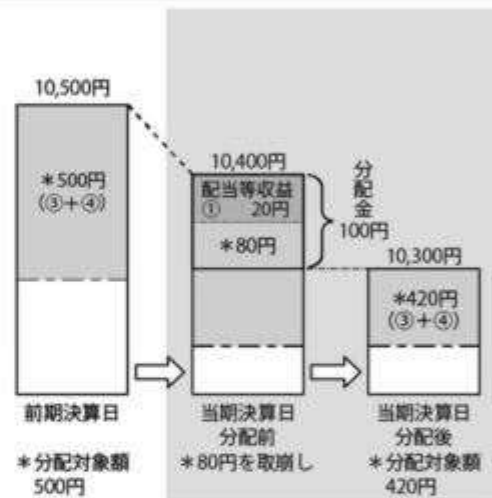 10,500円
*500円
(③+④)
10,400円
配当等収益
① 20円
*80円
分配金
100円
10,300円
*420円
(③+④)
前期決算日
*分配対象額
500円
当期決算日
分配前
*80円を取崩し
当期決算日
分配後
*分配対象額
420円